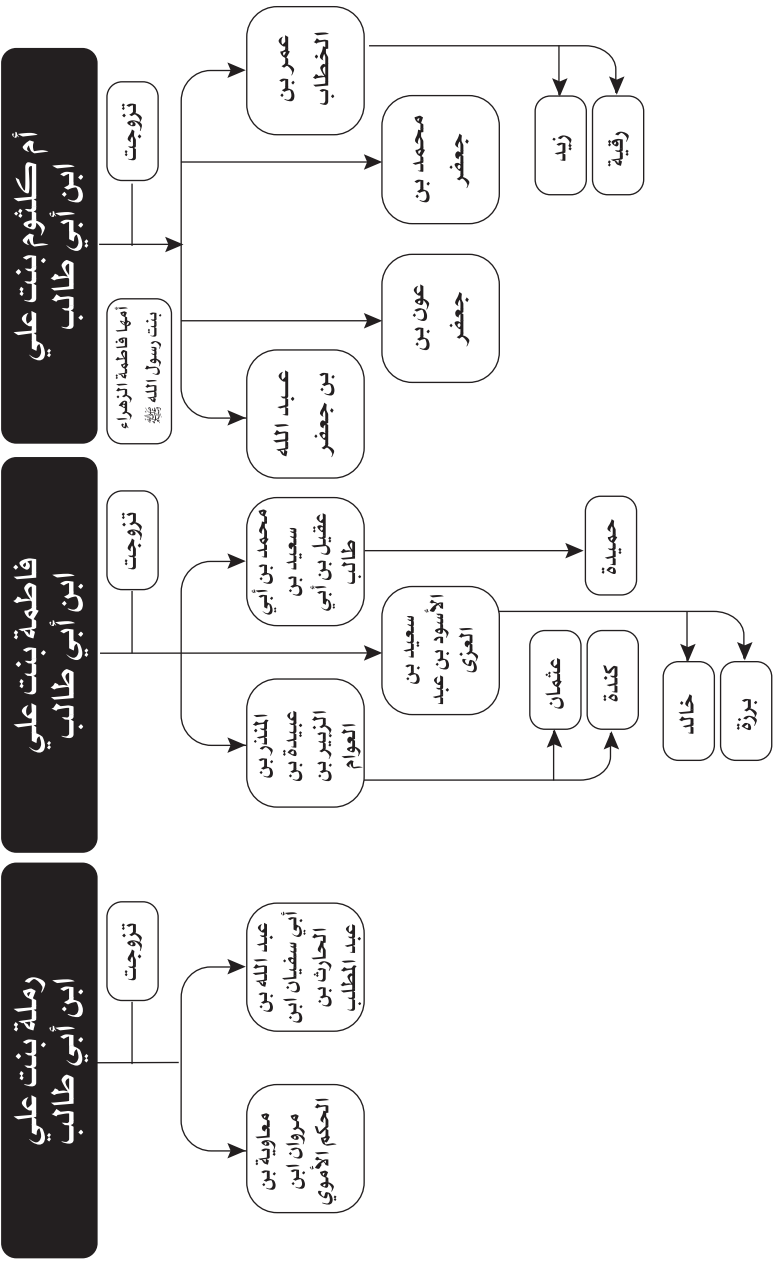 أم كلثوم بنت علي
ابن أبي طالب
تزوجت
أمها فاطمة الزهراء
بنت رسول الله ﷺ
عمر بن
الخطاب
محمد بن
جعفر
عون بن
جعفر
عبد الله
بن جعفر
زيد
رقية
فاطمة بنت علي
ابن أبي طالب
تزوجت
محمد بن أبي
سعيد بن
عقيل بن أبي
طالب
سعيد بن
الأسود بن عبد
العزى
المنذر بن
عبيدة بن
الزبير بن
العوام
حميدة
عثمان
كندة
خالد
برزة
رملة بنت علي
ابن أبي طالب
تزوجت
عبد الله بن
أبي سفيان ابن
الحارث بن
عبد المطلب
معاوية بن
مروان ابن
الحكم الأموي